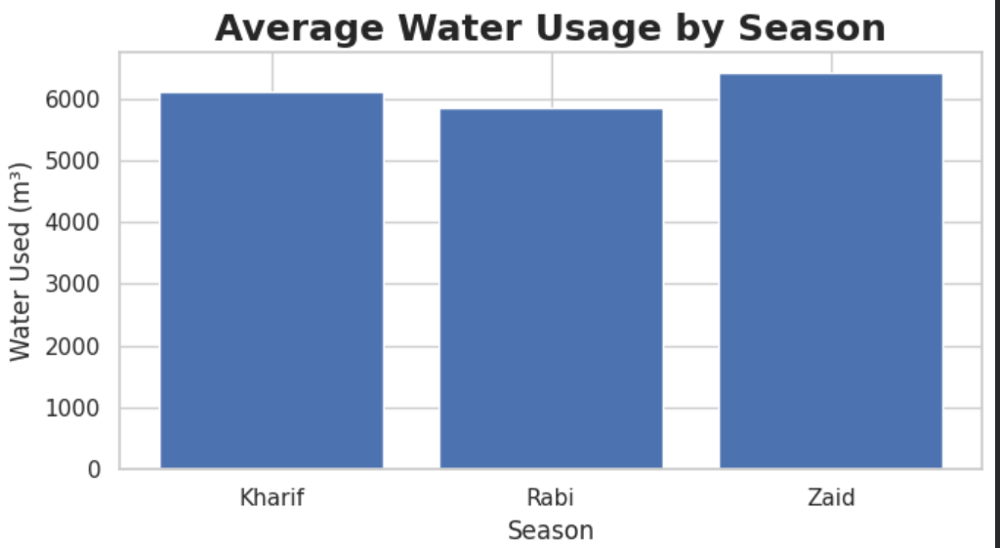 Average Water Usage by Season
Water Used (m³)
6000
5000
4000
3000
2000
1000
0
Kharif Rabi Zaid
Season